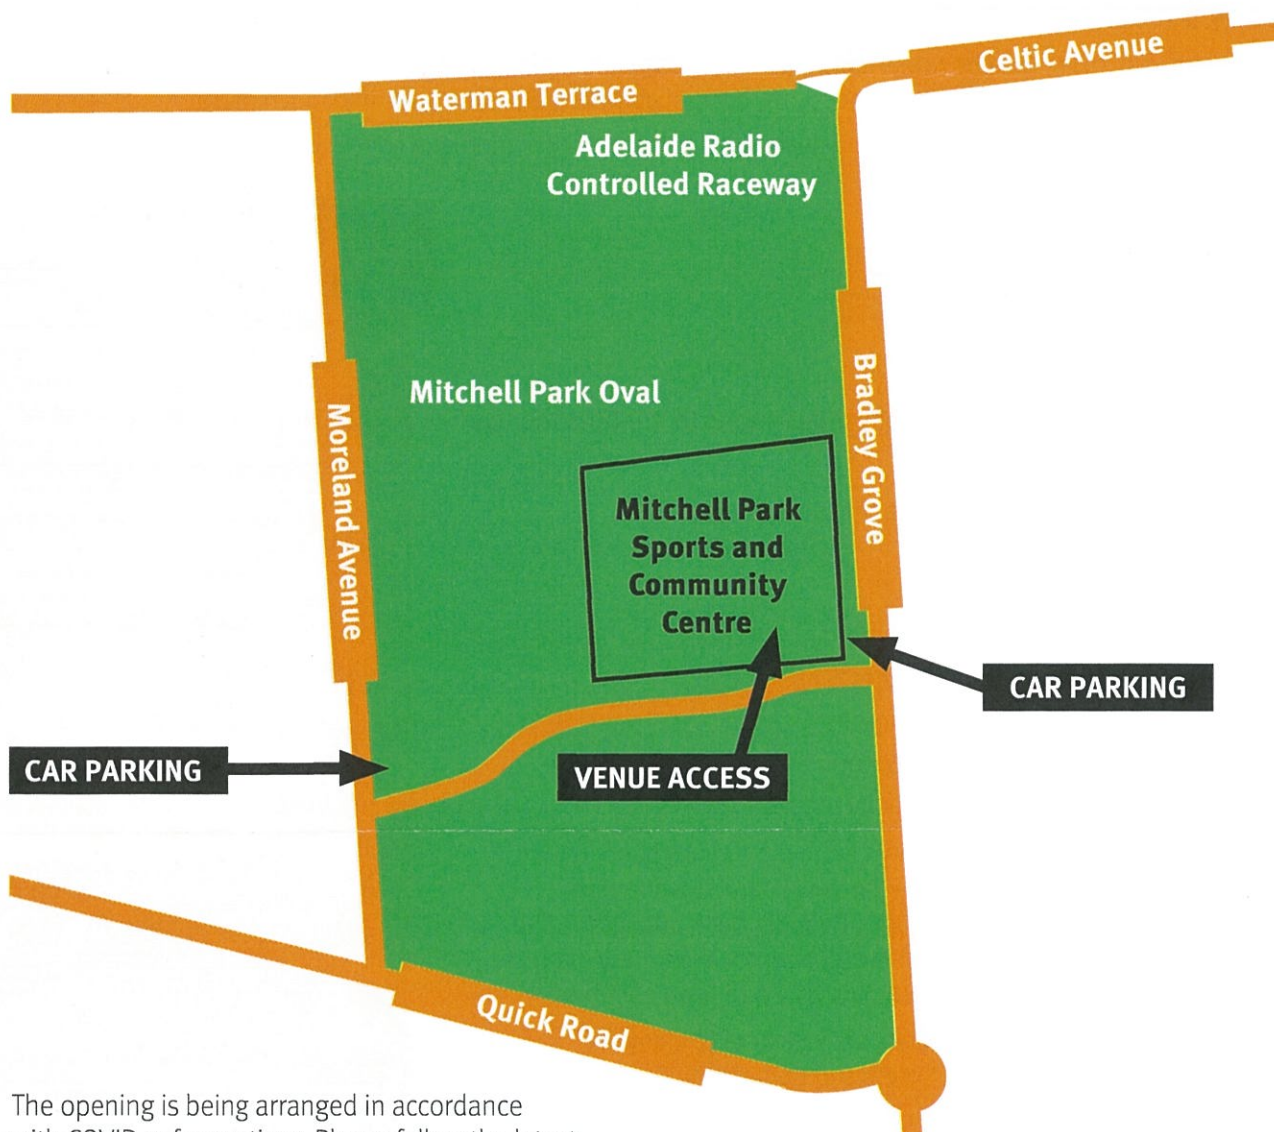 Celtic Avenue
Waterman Terrace
Adelaide Radio
Controlled Raceway
Bradley Grove
Mitchell Park Oval
Moreland Avenue
Mitchell Park
Sports and
Community
Centre
CAR PARKING
CAR PARKING
VENUE ACCESS
Quick Road
The opening is being arranged in accordance